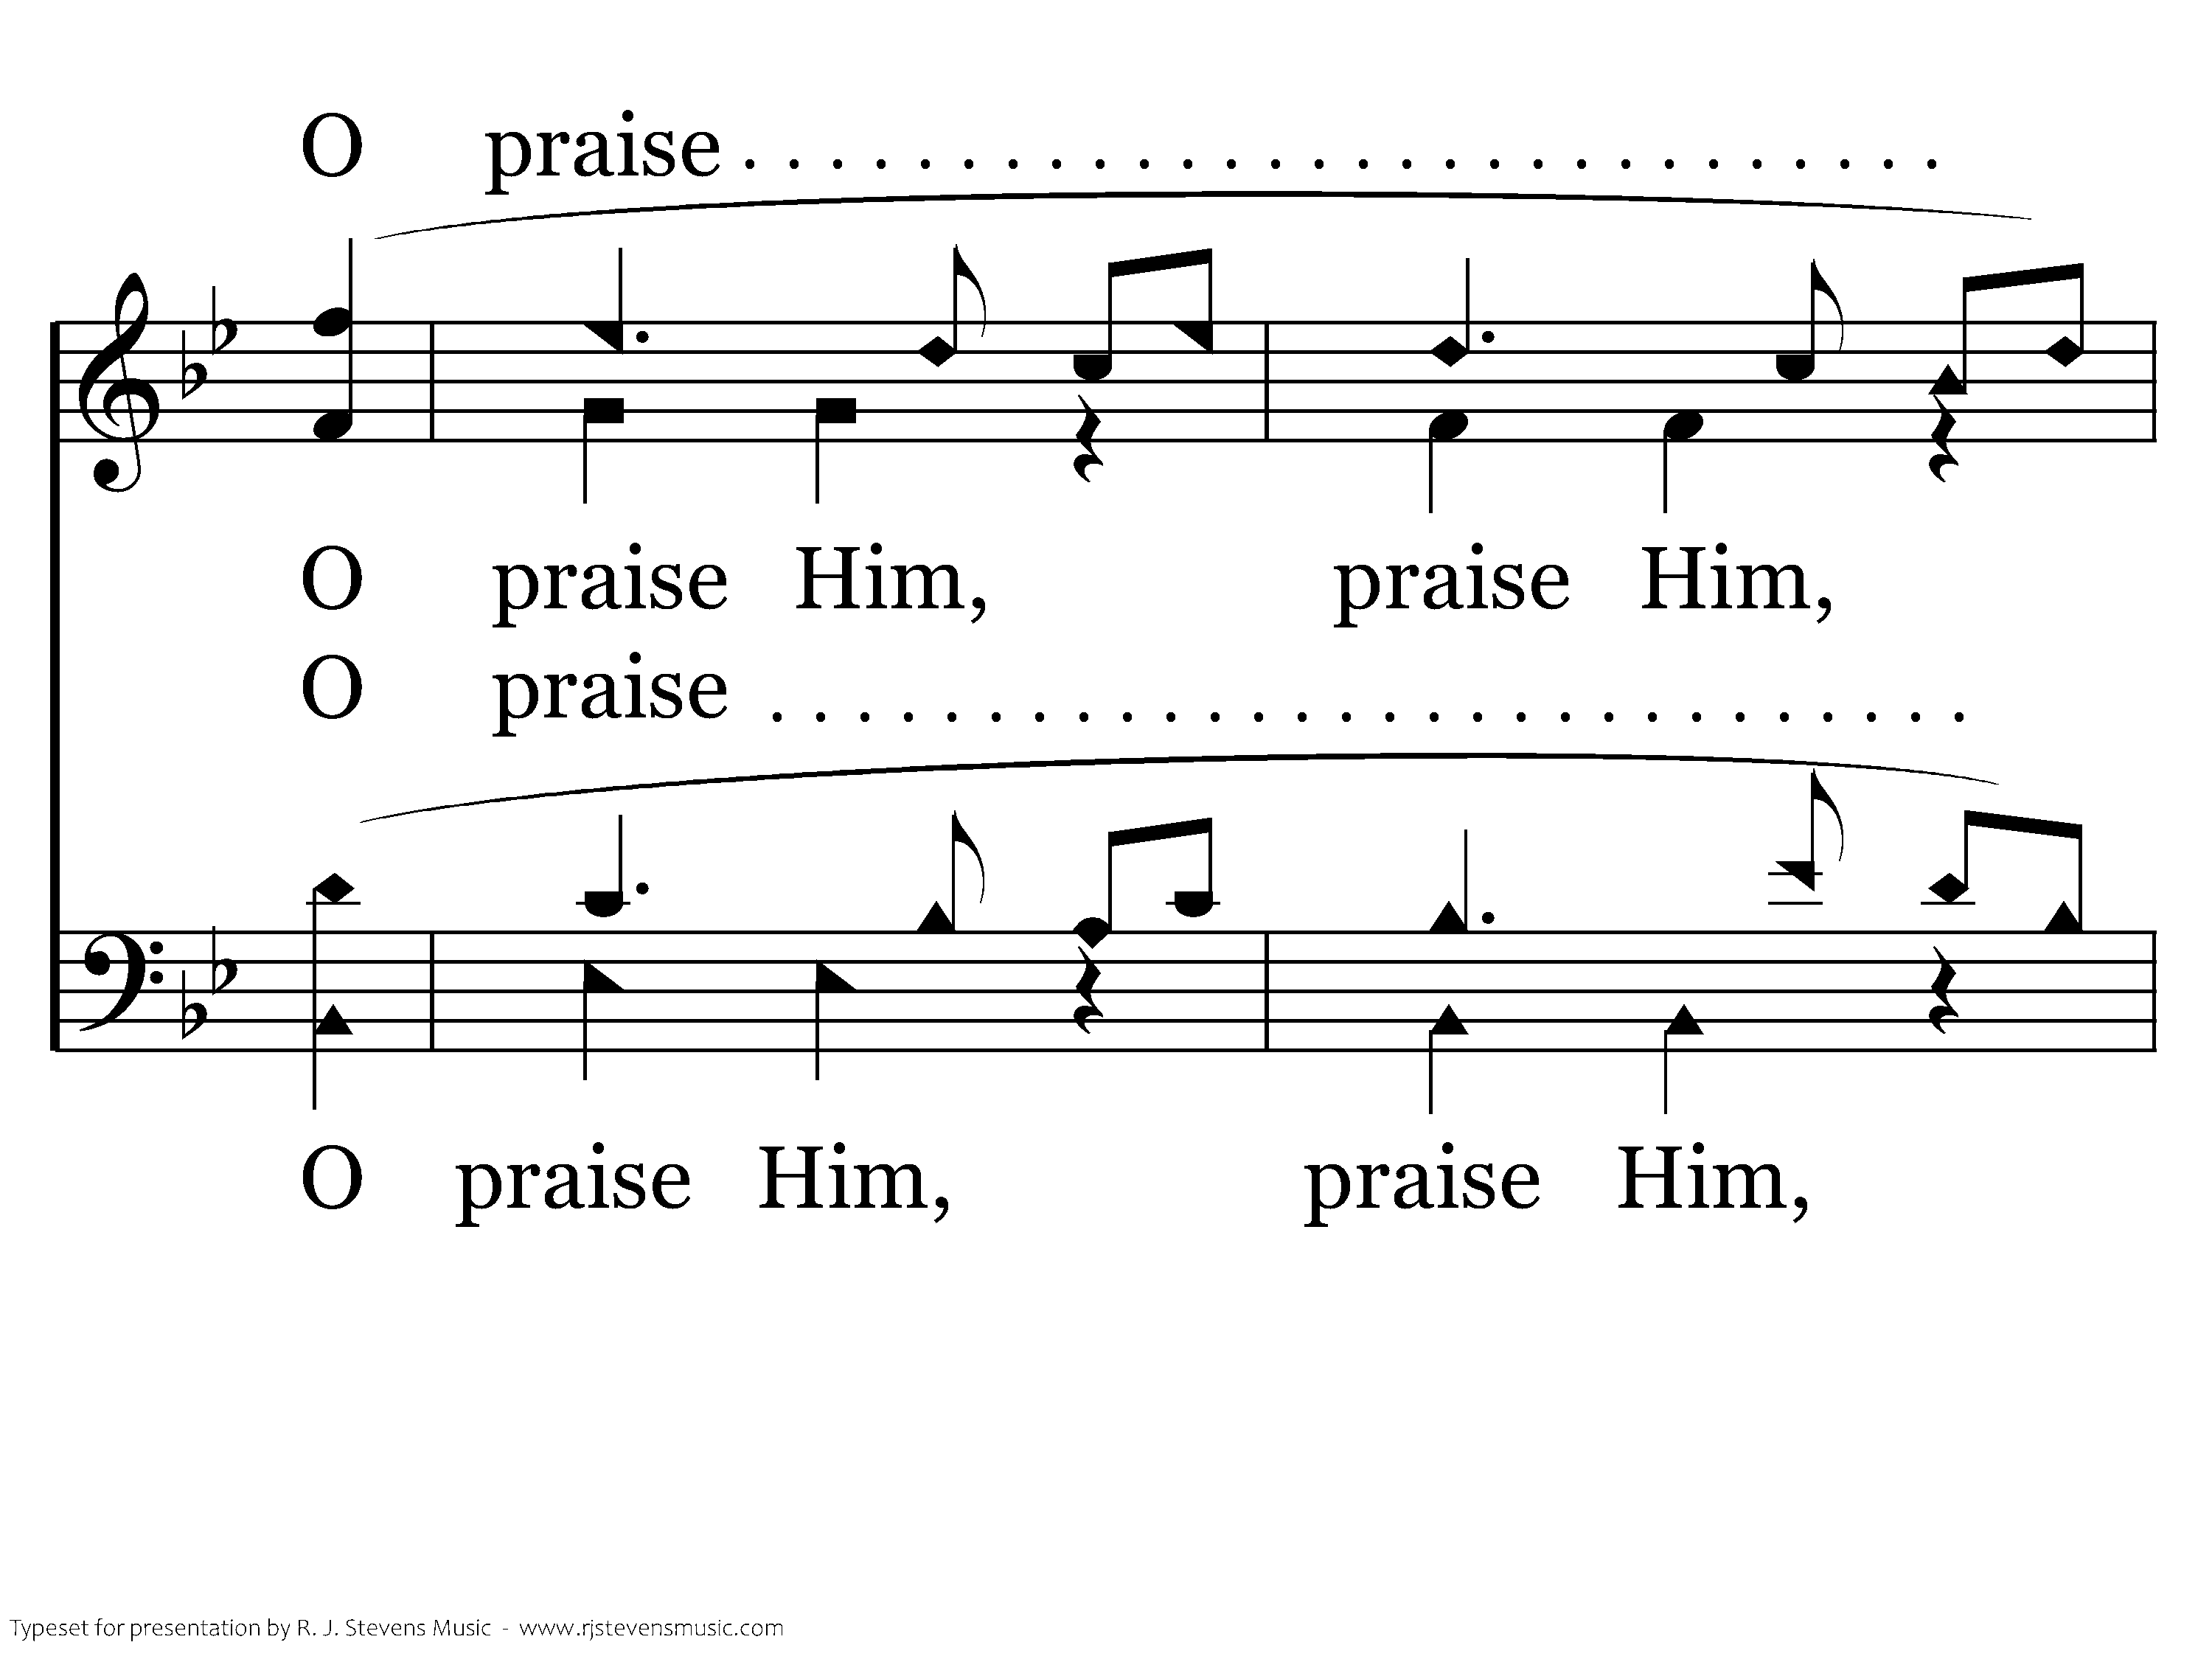 O praise . . . . . . . . . . . . . . . . . . . . . . . . . . . .
O praise Him, praise Him,
O praise . . . . . . . . . . . . . . . . . . . . . . . . . . . .
O praise Him, praise Him,
Typeset for presentation by R. J. Stevens Music - www.rjstevensmusic.com